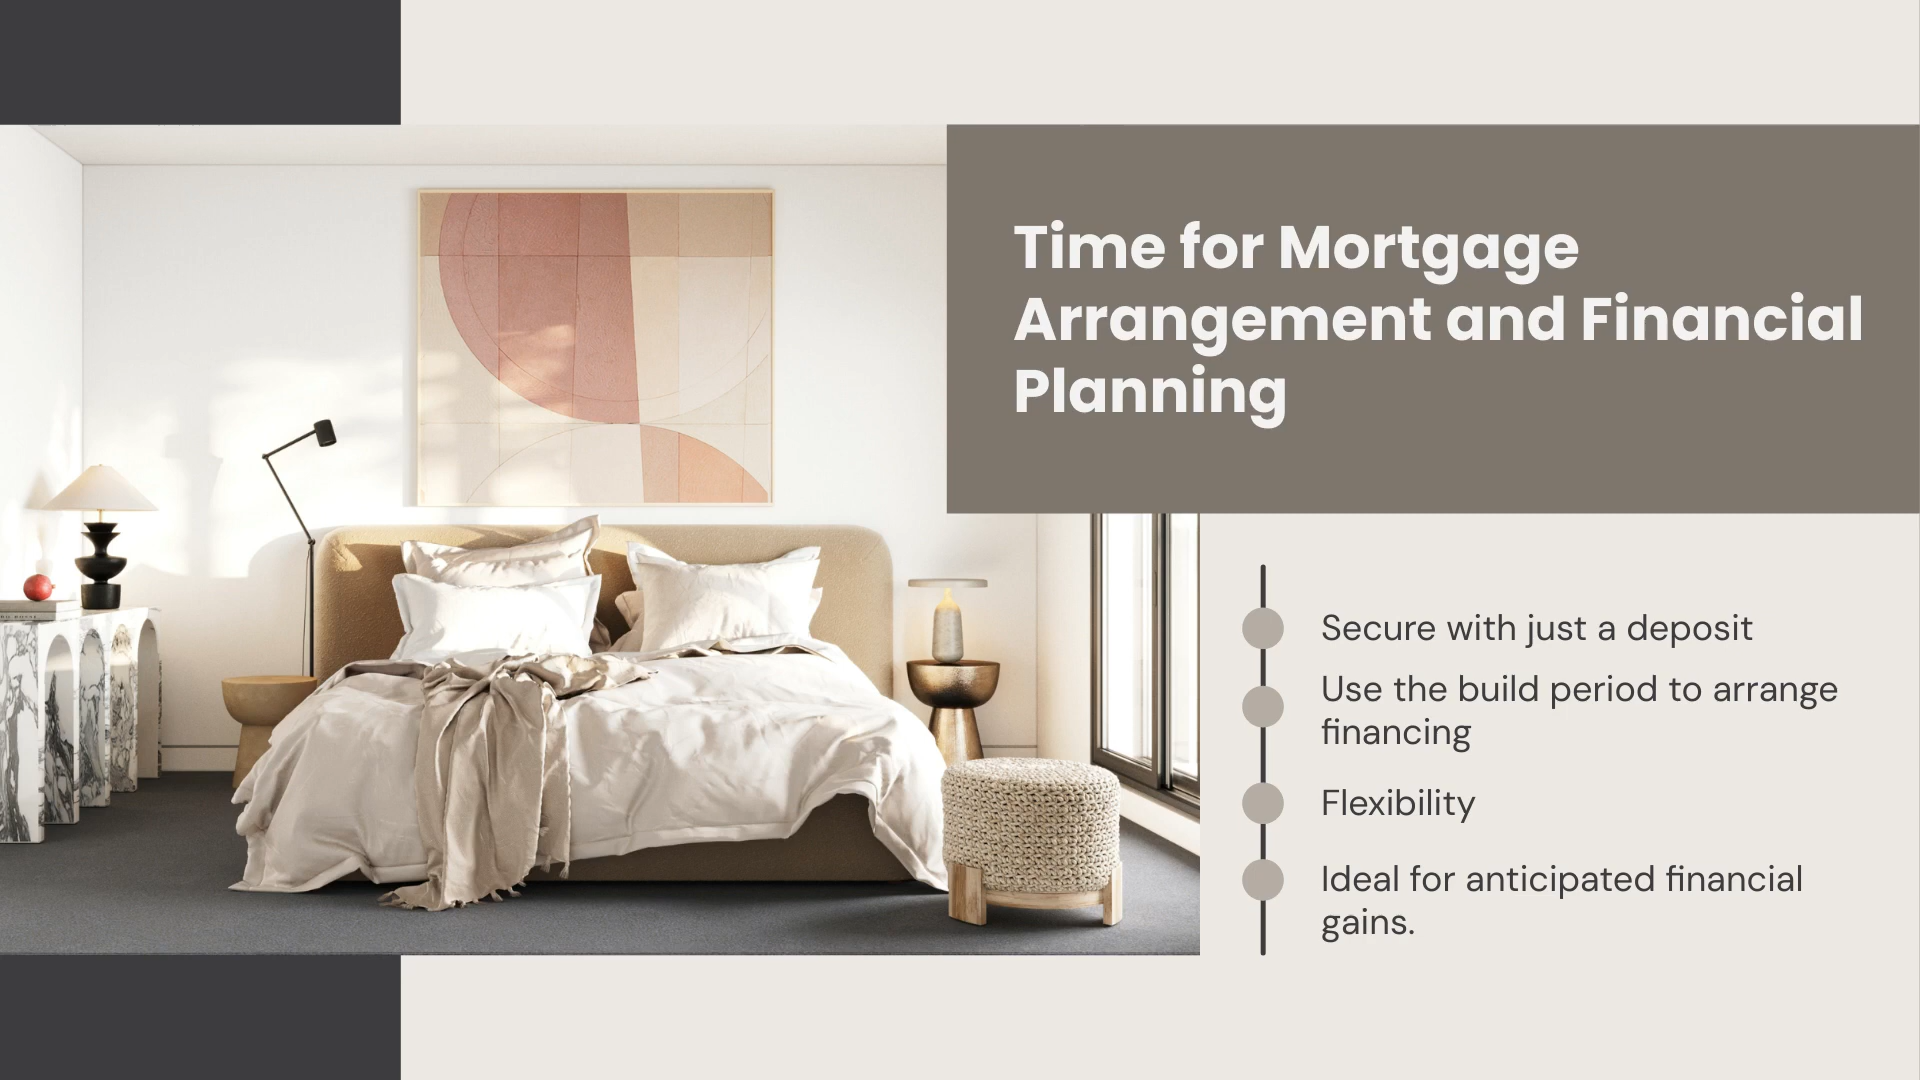 Time for Mortgage
Arrangement and Financial
Planning
Secure with just a deposit
Use the build period to arrange
financing
Flexibility
Ideal for anticipated financial
gains.